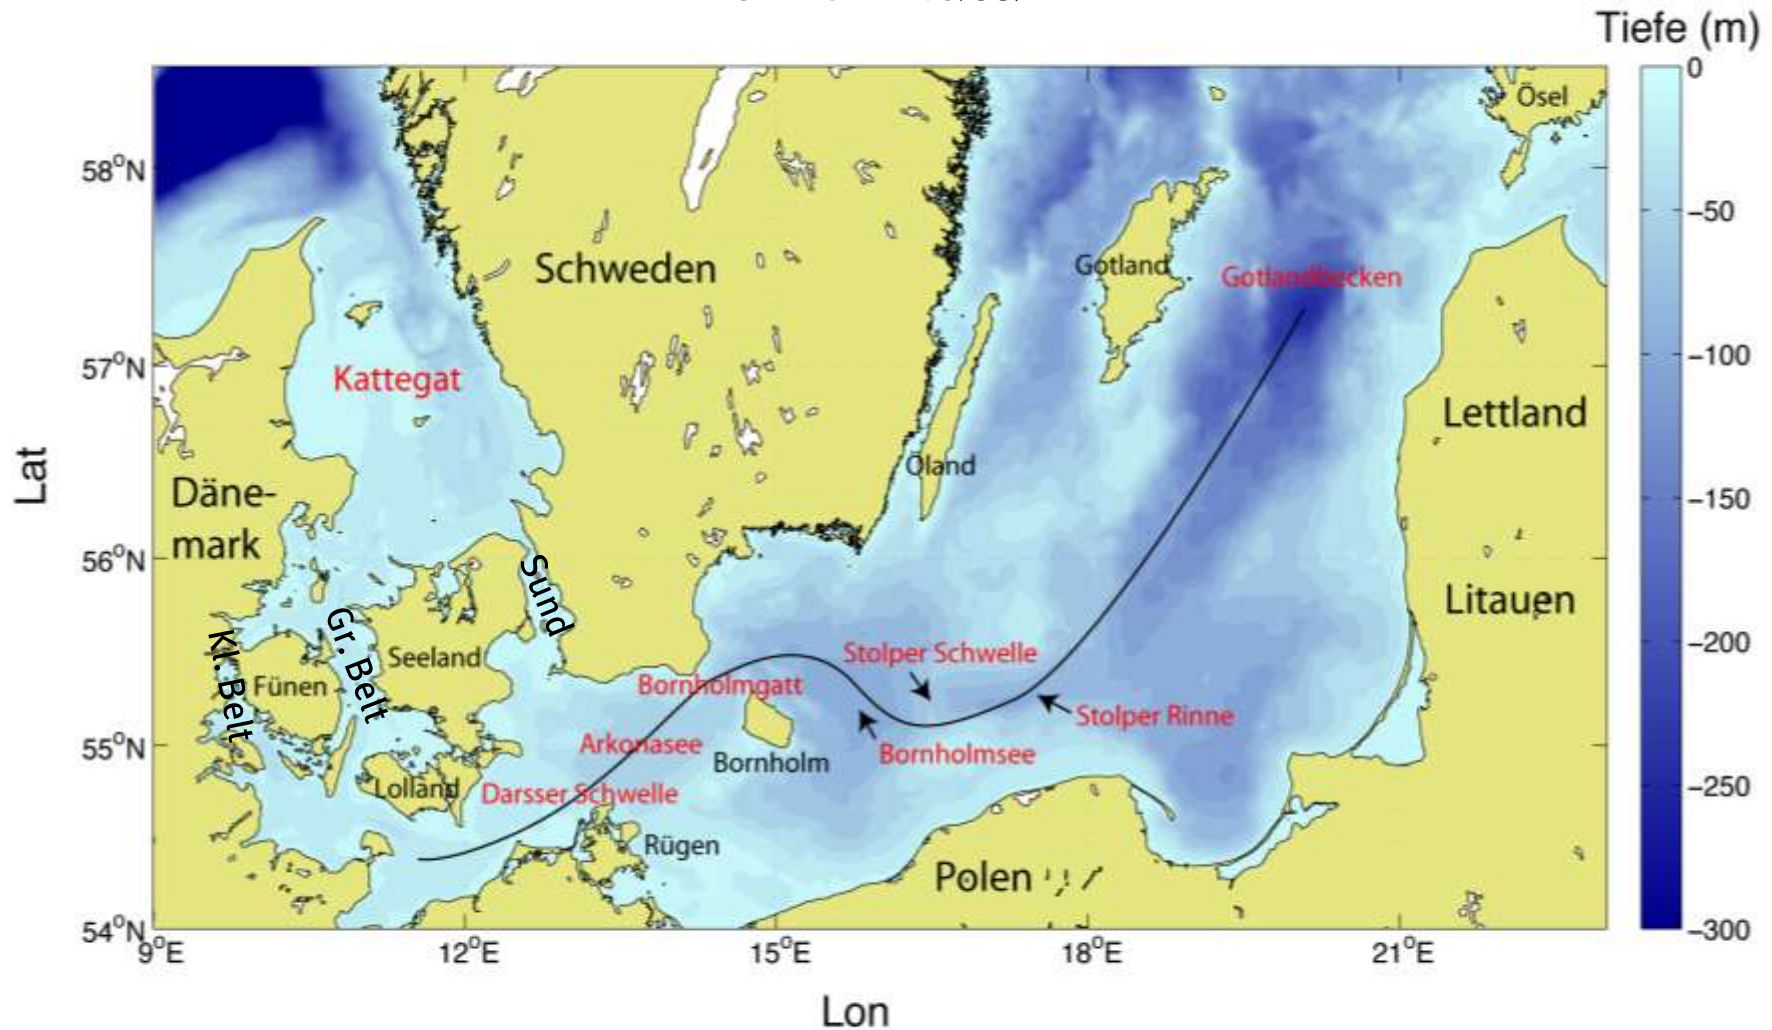 Tiefe (m)
0
−50
−100
−150
−200
−250
−300
58°N
57°N
56°N
55°N
54°N
Lat
9°E
12°E
15°E
18°E
21°E
Lon
Ösel
Schweden
Gotland
Gotlandbecken
Kattegat
Lettland
Öland
Däne-
mark
Sund
Litauen
Kl. Belt
Gr. Belt
Seeland
Fünen
Stolper Schwelle
Bornholmgatt
Stolper Rinne
Arkonasee
Bornholm
Bornholmsee
Lolland
Darsser Schwelle
Rügen
Polen